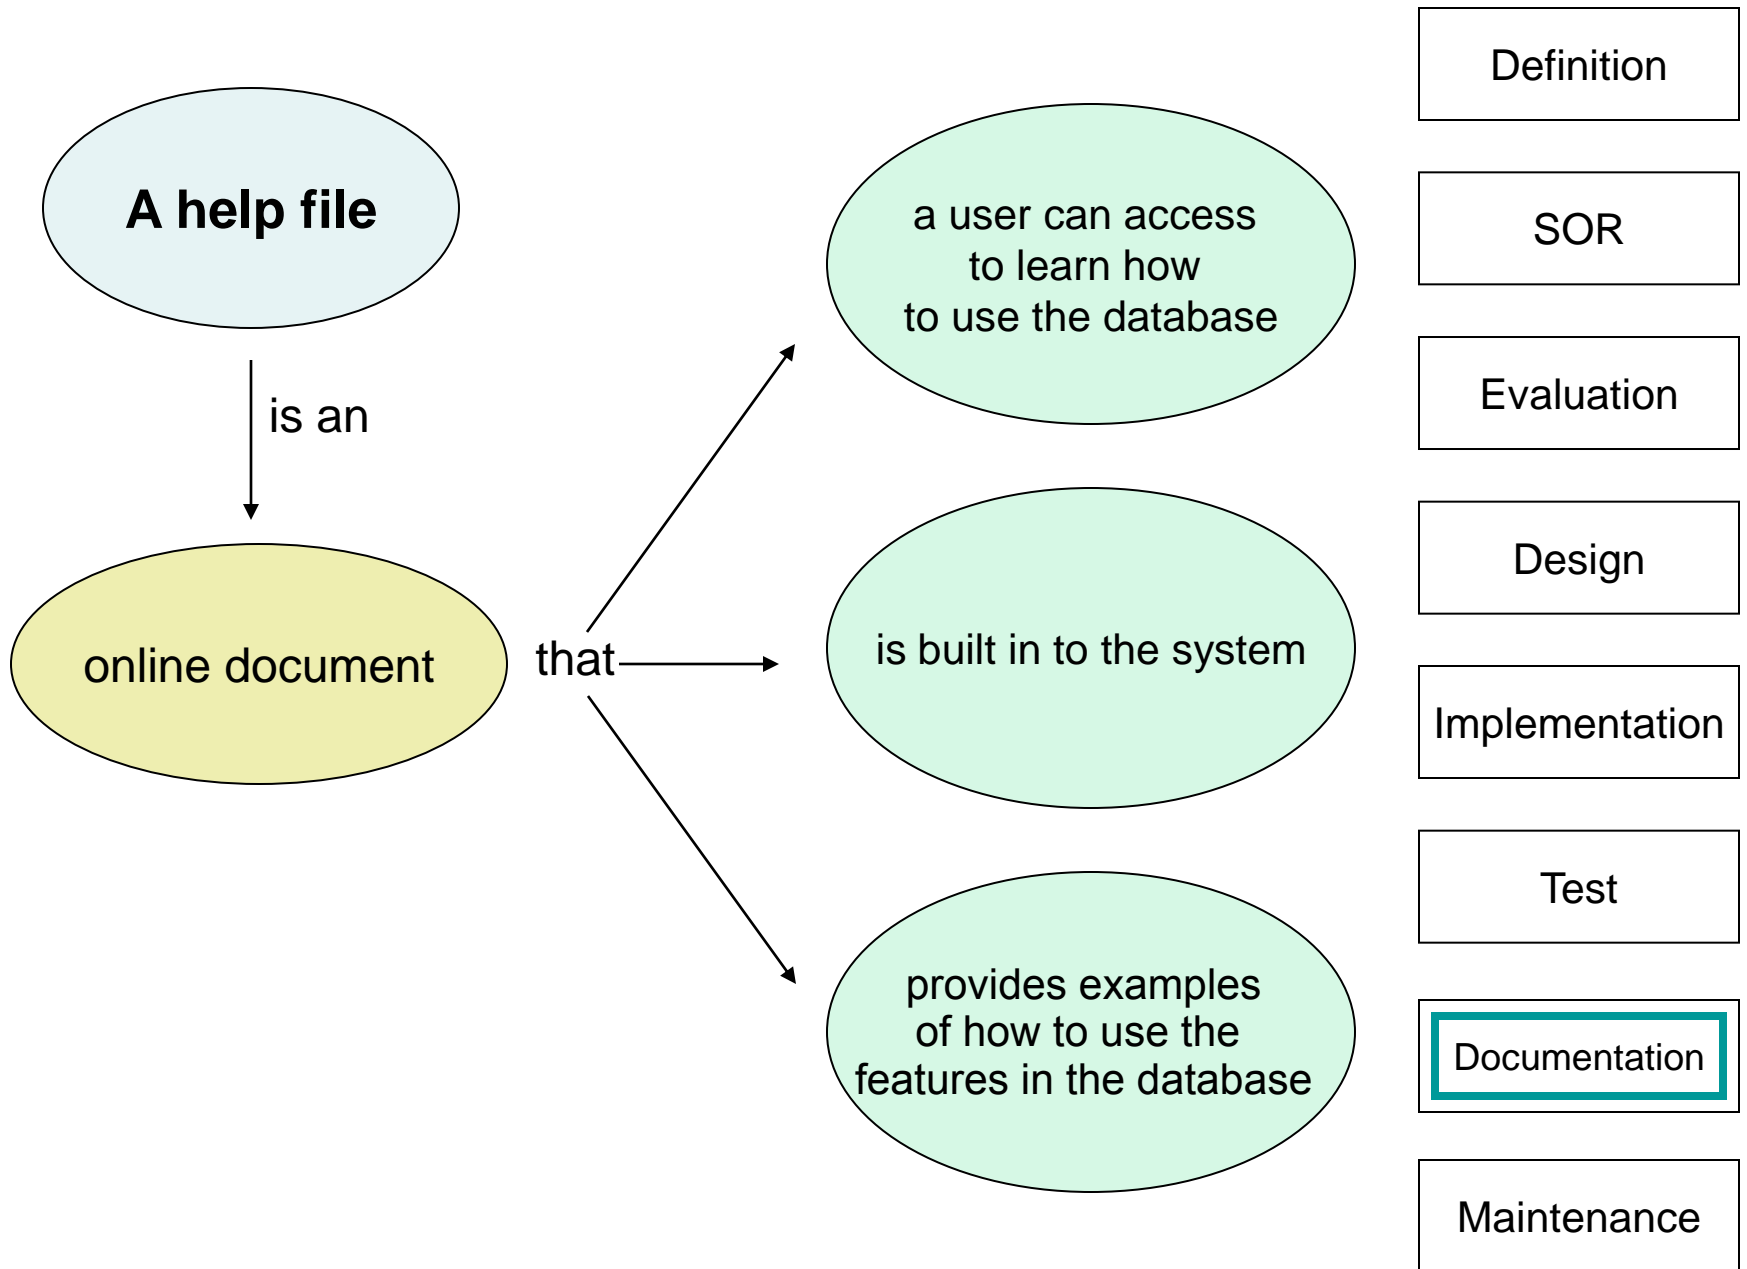 A help file
is an
online document
that
a user can access
to learn how
to use the database
is built in to the system
provides examples
of how to use the
features in the database
Definition
SOR
Evaluation
Design
Implementation
Test
Documentation
Maintenance